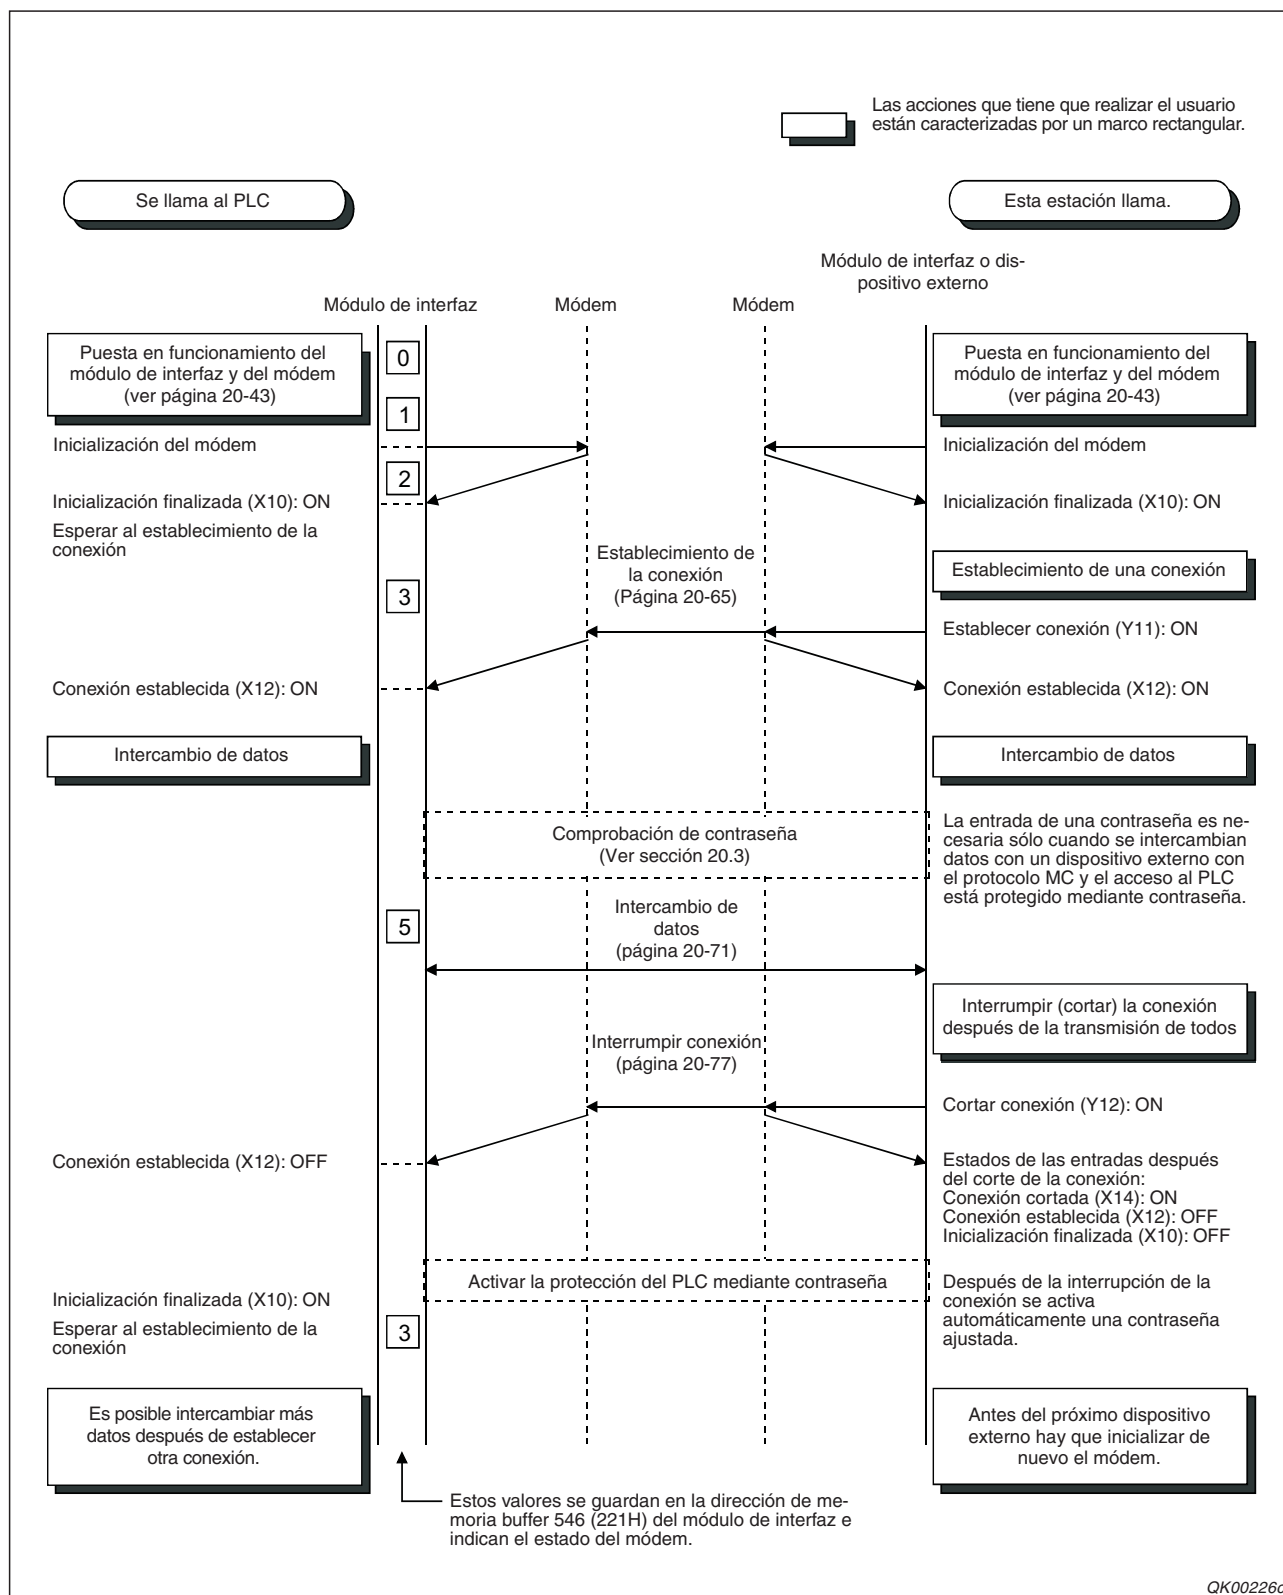 Las acciones que tiene que realizar el usuario
están caracterizadas por un marco rectangular.
Se llama al PLC
Esta estación llama.
Módulo de interfaz o dis-
positivo externo
Módulo de interfaz
Módem
Módem
Puesta en funcionamiento del
módulo de interfaz y del módem
(ver página 20-43)
0
Puesta en funcionamiento del
módulo de interfaz y del módem
(ver página 20-43)
1
Inicialización del módem
Inicialización del módem
2
Inicialización finalizada (X10): ON
Inicialización finalizada (X10): ON
Esperar al establecimiento de la
conexión
Establecimiento de
la conexión
(Página 20-65)
Establecimiento de una conexión
3
Establecer conexión (Y11): ON
Conexión establecida (X12): ON
Conexión establecida (X12): ON
Intercambio de datos
Intercambio de datos
Comprobación de contraseña
(Ver sección 20.3)
La entrada de una contraseña es ne-
cesaria sólo cuando se intercambian
datos con un dispositivo externo con
el protocolo MC y el acceso al PLC
está protegido mediante contraseña.
5
Intercambio de
datos
(página 20-71)
Interrumpir (cortar) la conexión
después de la transmisión de todos
Interrumpir conexión
(página 20-77)
Cortar conexión (Y12): ON
Conexión establecida (X12): OFF
Estados de las entradas después
del corte de la conexión:
Conexión cortada (X14): ON
Conexión establecida (X12): OFF
Inicialización finalizada (X10): OFF
Activar la protección del PLC mediante contraseña
Después de la interrupción de la
conexión se activa
automáticamente una contraseña
ajustada.
Inicialización finalizada (X10): ON
Esperar al establecimiento de la
conexión
3
Es posible intercambiar más
datos después de establecer
otra conexión.
Antes del próximo dispositivo
externo hay que inicializar de
nuevo el módem.
Estos valores se guardan en la dirección de me-
moria buffer 546 (221H) del módulo de interfaz e
indican el estado del módem.
QK00226c